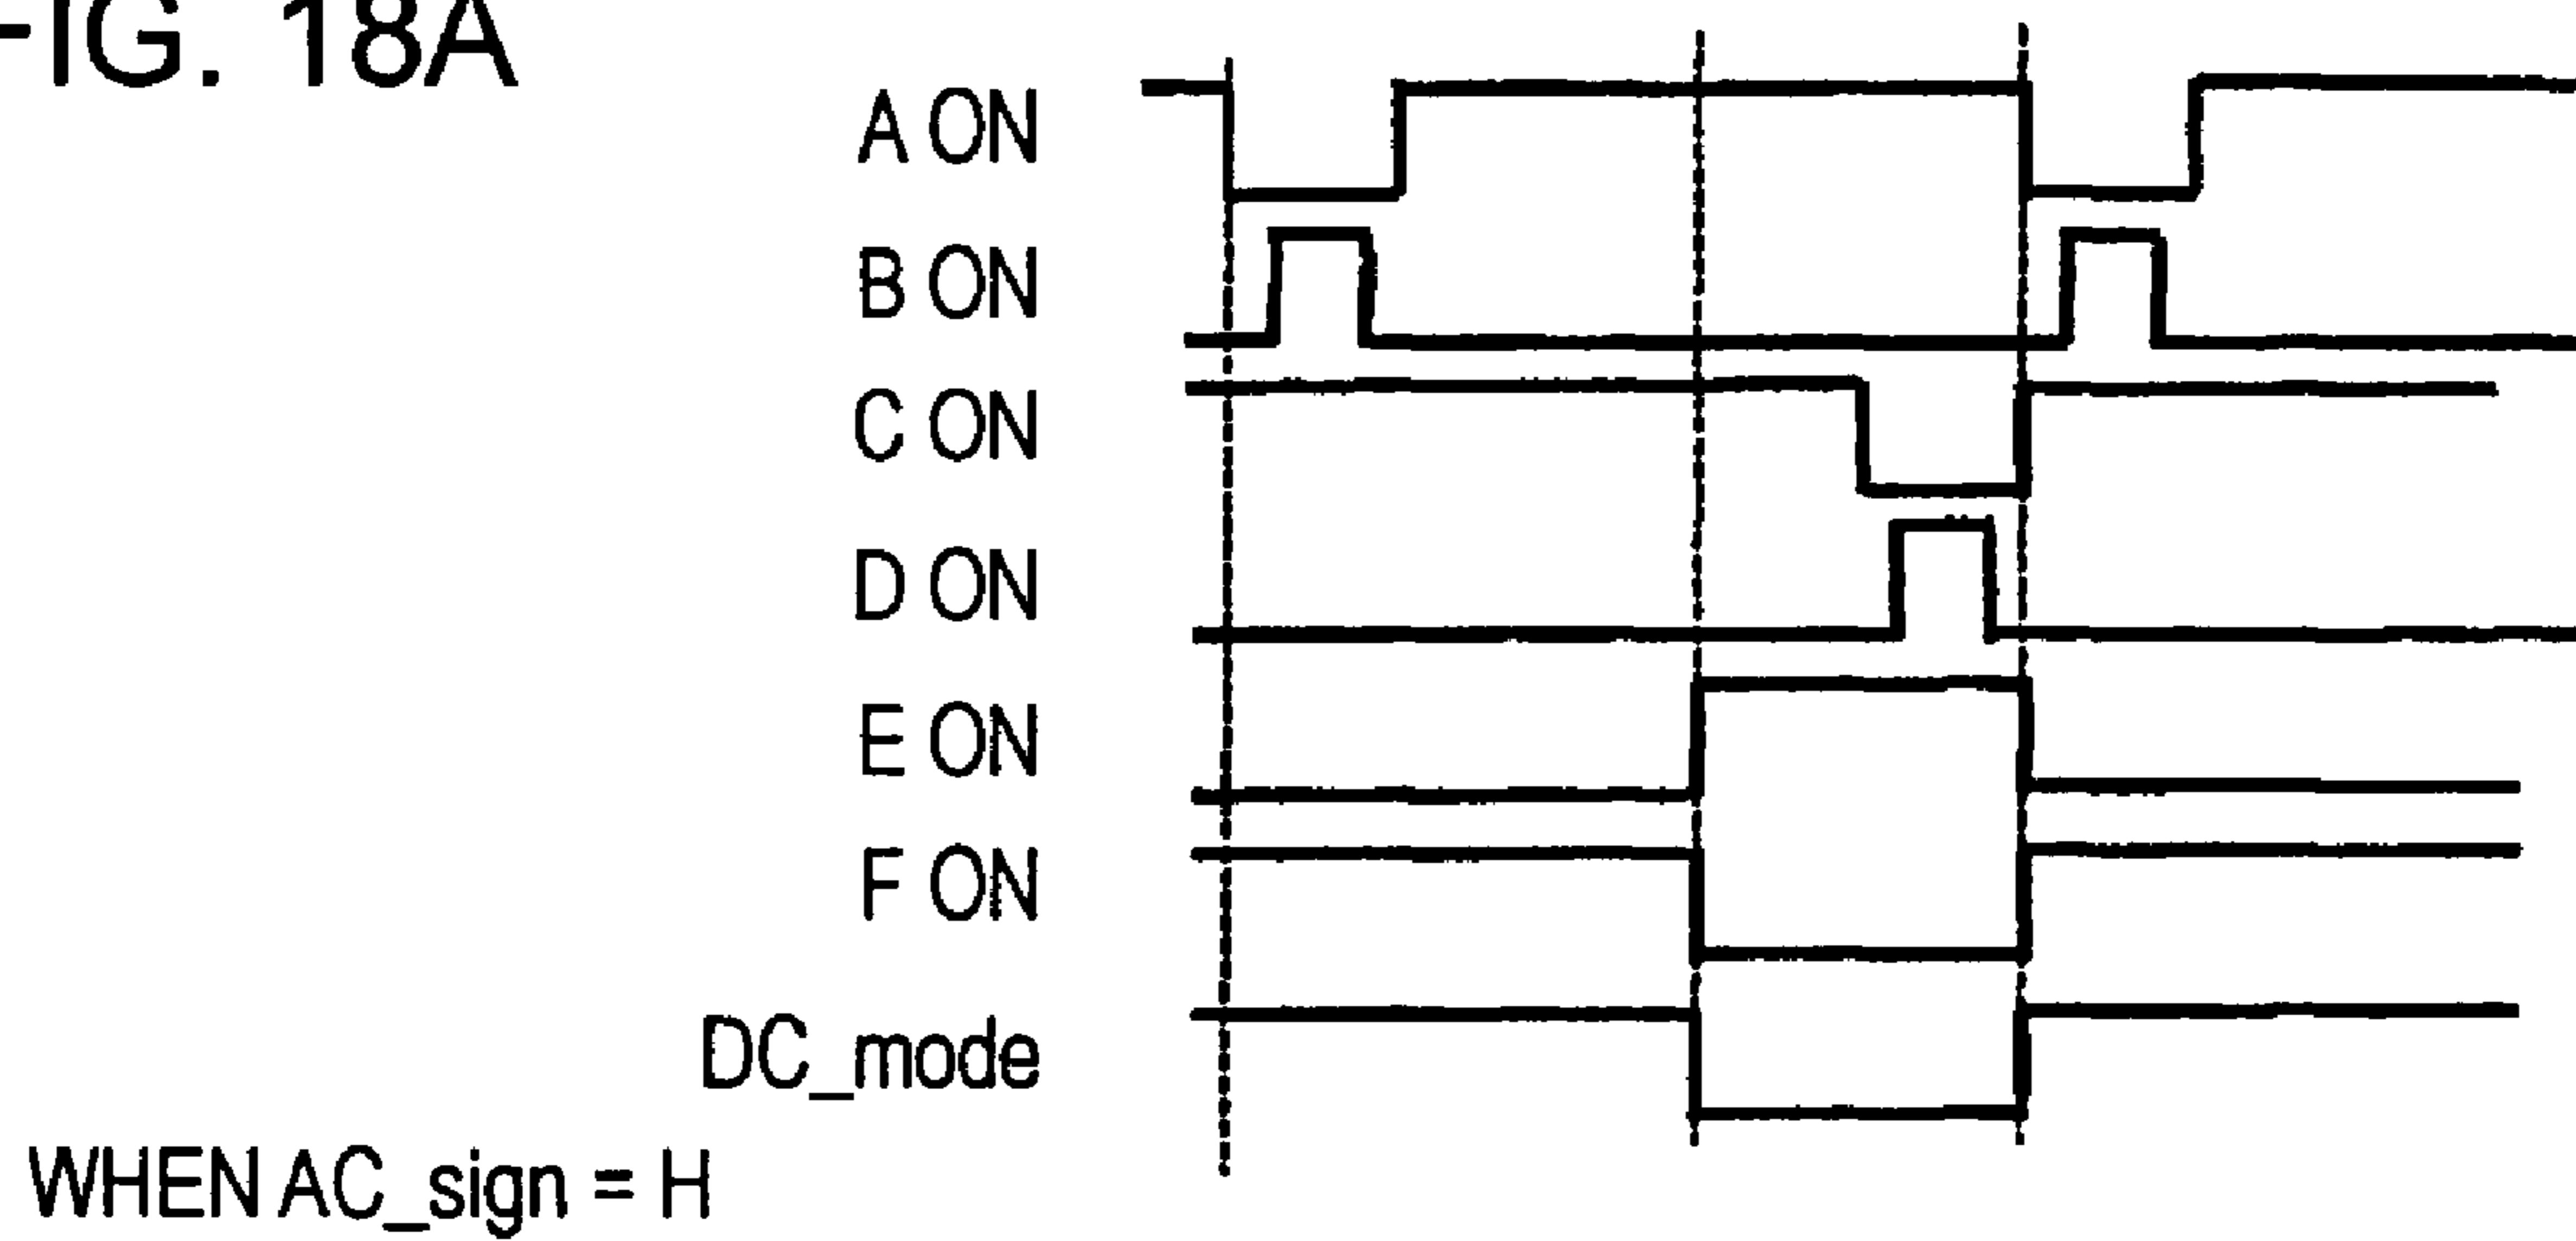 FIG. 18A
A ON
B ON
C ON
D ON
E ON
F ON
DC_mode
WHEN AC_sign = H